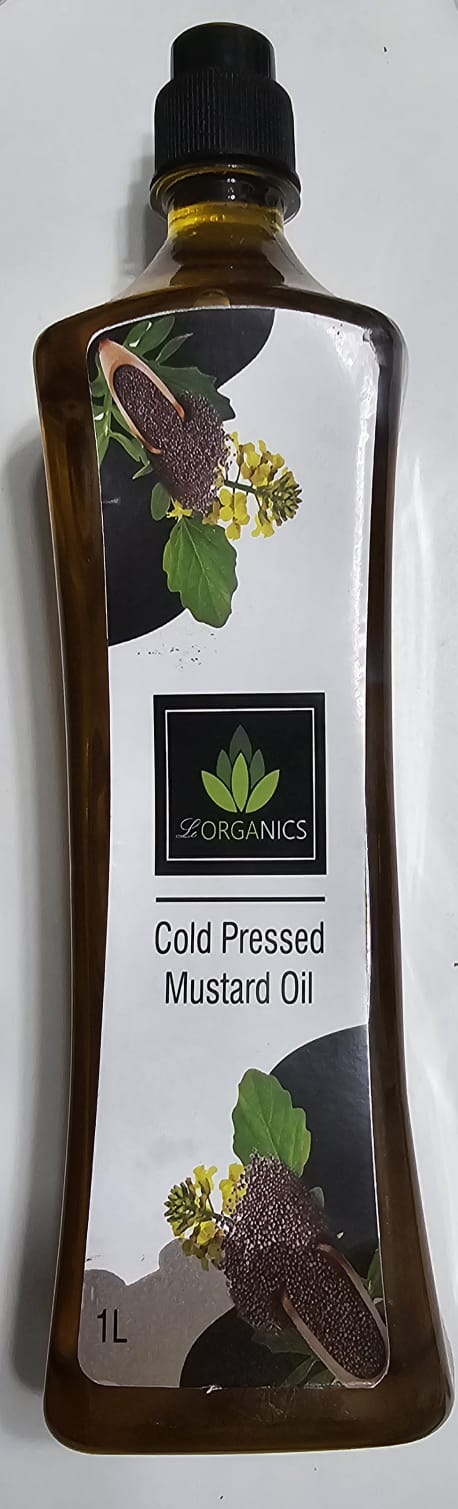 Le ORGANICS
Cold Pressed
Mustard Oil
1L